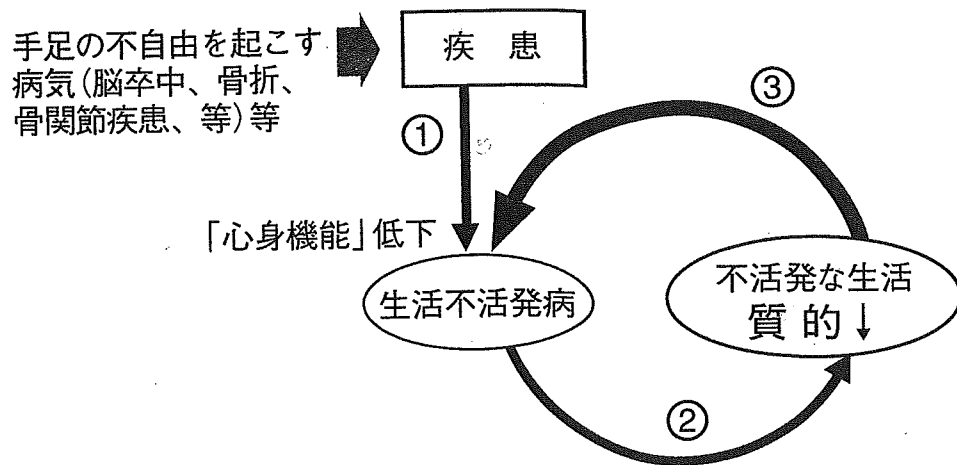 手足の不自由を起こす
病気(脳卒中、骨折、
骨関節疾患、等)等
疾 患
①
③
「心身機能」低下
生活不活発病
不活発な生活
質 的 ↓
②